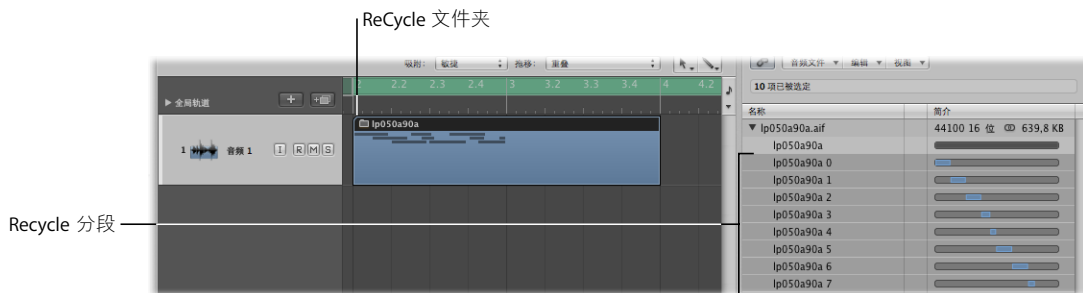 ReCycle 文件夹
吸附: 敏捷 拖移: 重叠
音频文件 编辑 视图
2 2.2 2.3 2.4 3 3.2 3.3 3.4 4 4.2
10 项已被选定
▶ 全局轨道
名称 简介
lp050a90a
▼ lp050a90a.aif 44100 16 位 639,8 KB
1 音频 1 I R M S
lp050a90a
lp050a90a 0
lp050a90a 1
lp050a90a 2
lp050a90a 3
Recycle 分段
lp050a90a 4
lp050a90a 5
lp050a90a 6
lp050a90a 7